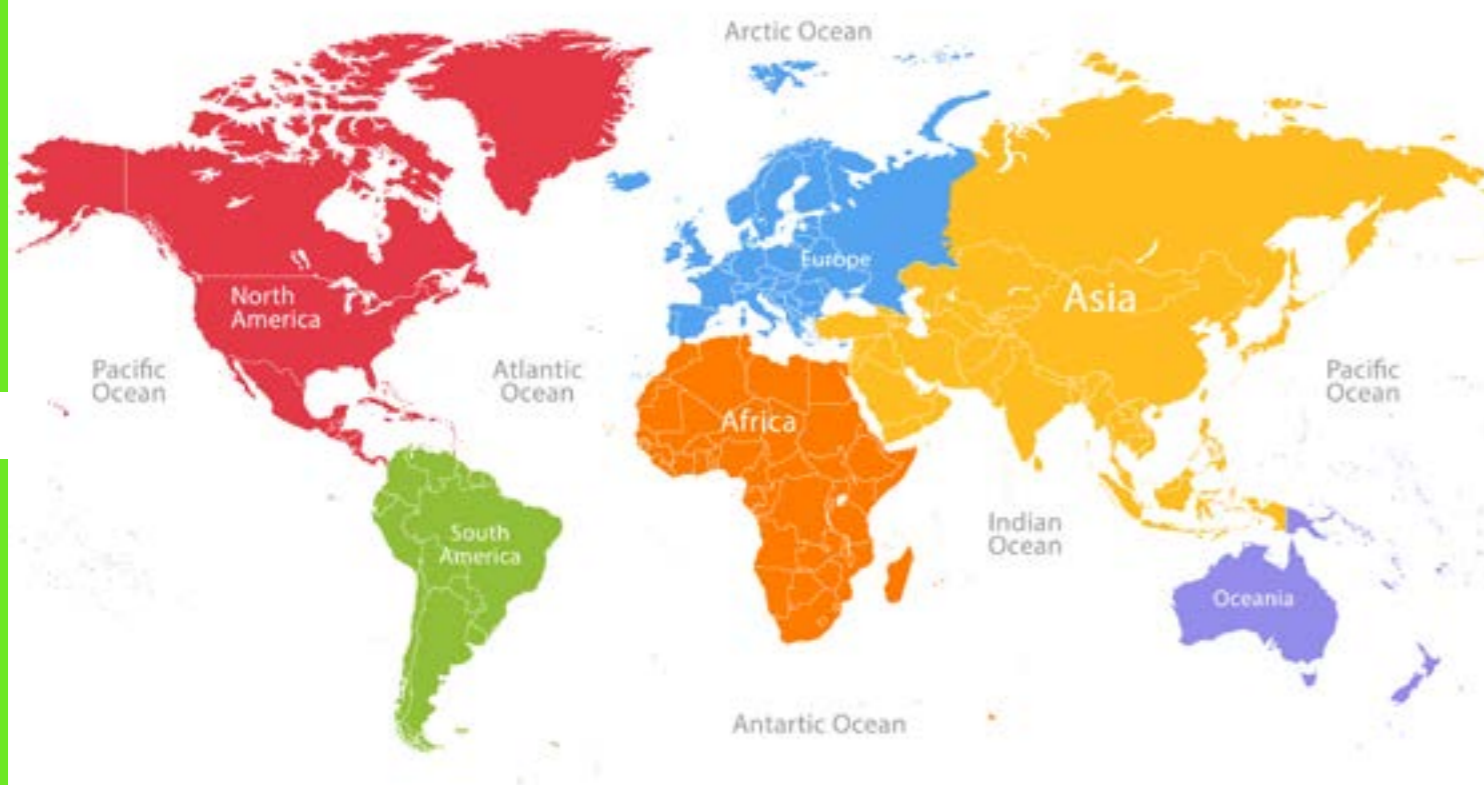 Arctic Ocean
Europe
North
America
Asia
Pacific
Ocean
Atlantic
Ocean
Pacific
Ocean
Africa
South
America
Indian
Ocean
Oceania
Antartic Ocean